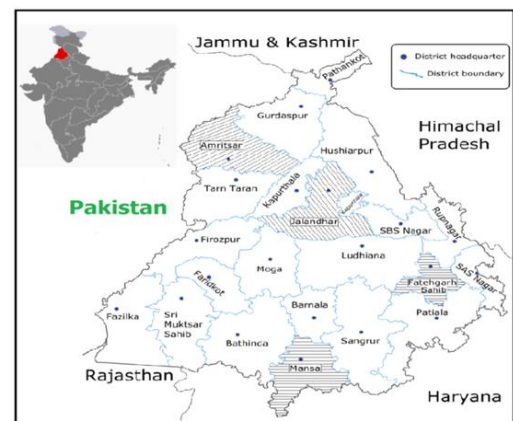 Jammu & Kashmir
District headquarter
District boundary
Pathankot
Gurdaspur
Himachal
Pradesh
Amritsar
Hushiarpur
Tarn Taran
Kapurthala
Kapurthala
Pakistan
Jalandhar
SBS Nagar
Rupnagar
Firozpur
Ludhiana
SAS Nagar
Moga
Faridkot
Fatehgarh
Sahib
Fazilka
Sri
Muktsar
Sahib
Barnala
Patiala
Bathinca
Sangrur
Mansa
Rajasthan
Haryana